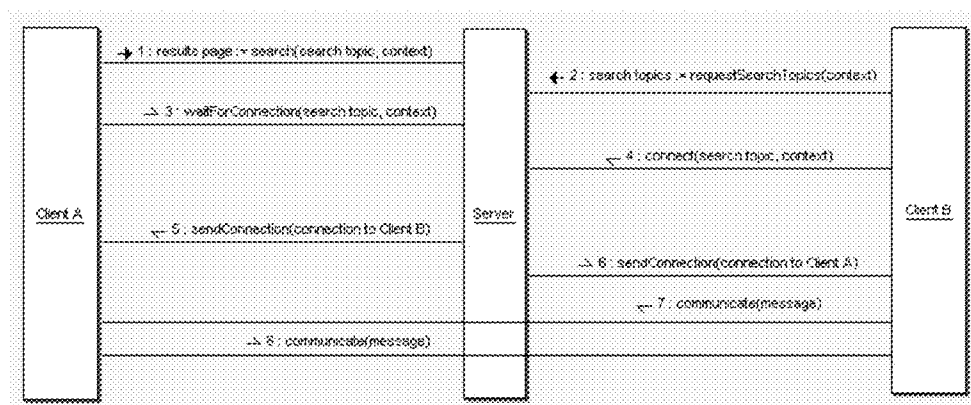 1 : results page := search(search topic, context)
2 : search topics := requestSearchTopics(context)
3 : waitForConnection(search topic, context)
4 : connect(search topic, context)
Client A
Server
Client B
5 : sendConnection(connection to Client B)
6 : sendConnection(connection to Client A)
7 : communicate(message)
8 : communicate(message)